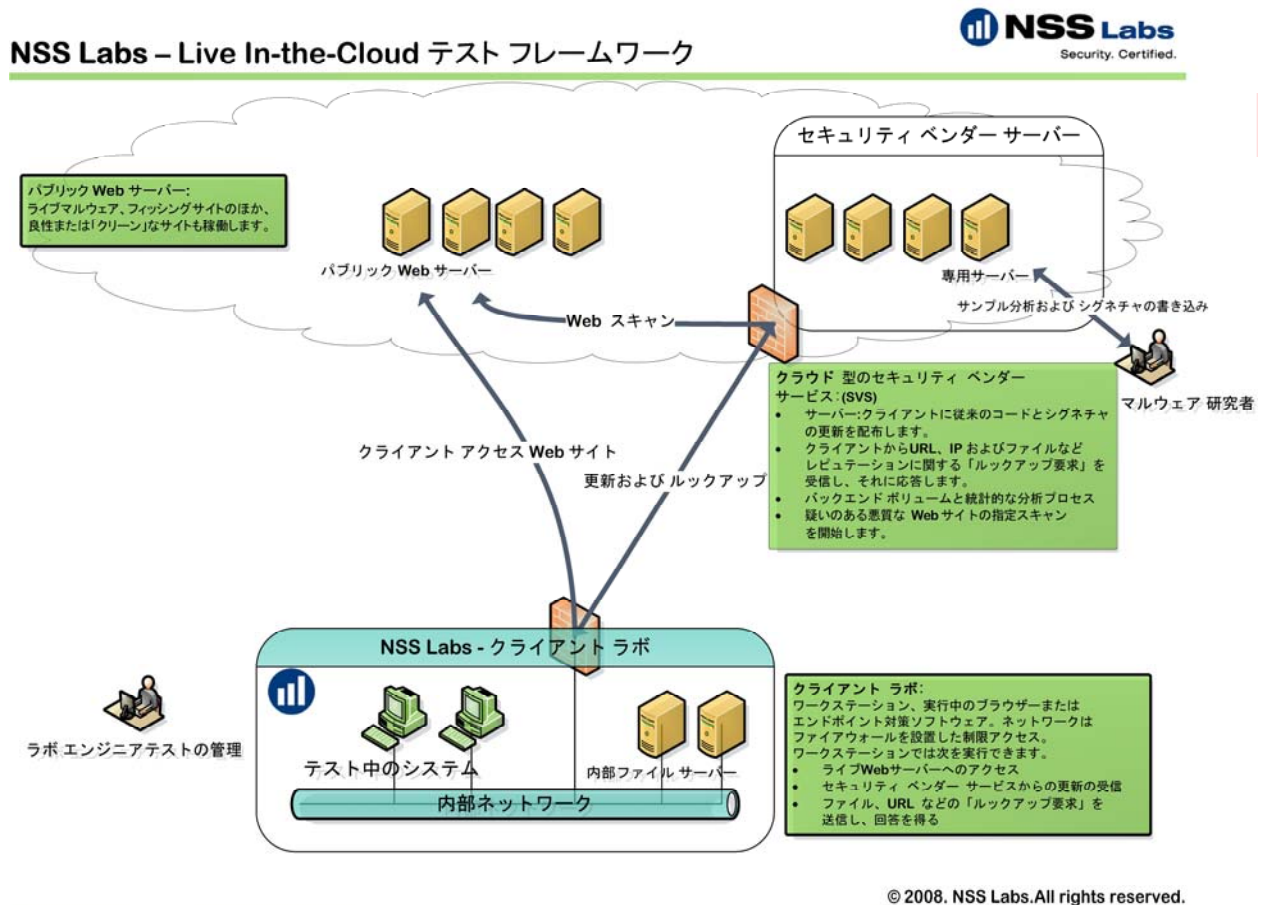 NSS Labs – Live In-the-Cloud テスト フレームワーク
NSS Labs
Security. Certified.
セキュリティ ベンダー サーバー
パブリック Web サーバー:
ライブマルウェア、フィッシングサイトのほか、
良性または「クリーン」なサイトも稼働します。
パブリック Web サーバー
専用サーバー
サンプル分析および シグネチャの書き込み
Web スキャン
マルウェア 研究者
クラウド 型のセキュリティ ベンダー
サービス: (SVS)
• サーバー:クライアントに従来のコードとシグネチャ
の更新を配布します。
• クライアントからURL、IP およびファイルなど
レピュテーションに関する「ルックアップ要求」を
受信し、それに応答します。
• バックエンド ボリュームと統計的な分析プロセス
• 疑いのある悪質な Web サイトの指定スキャン
を開始します。
クライアント アクセス Web サイト
更新および ルックアップ
NSS Labs - クライアント ラボ
ラボ エンジニアテストの管理
テスト中のシステム
内部ファイル サーバー
内部ネットワーク
クライアント ラボ:
ワークステーション、実行中のブラウザーまたは
エンドポイント対策ソフトウェア。ネットワークは
ファイアウォールを設置した制限アクセス。
ワークステーションでは次を実行できます。
• ライブWebサーバーへのアクセス
• セキュリティ ベンダー サービスからの更新の受信
• ファイル、URL などの「ルックアップ要求」を
送信し、回答を得る
© 2008. NSS Labs.All rights reserved.